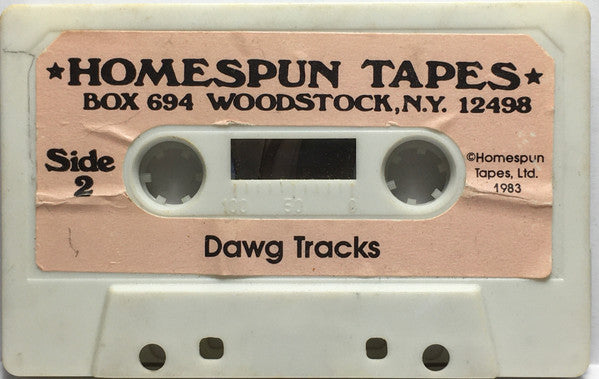 ★HOMESPUN TAPES★
BOX 694 WOODSTOCK, N.Y. 12498
Side
2
©Homespun
Tapes, Ltd.
1983
100 50 0
Dawg Tracks